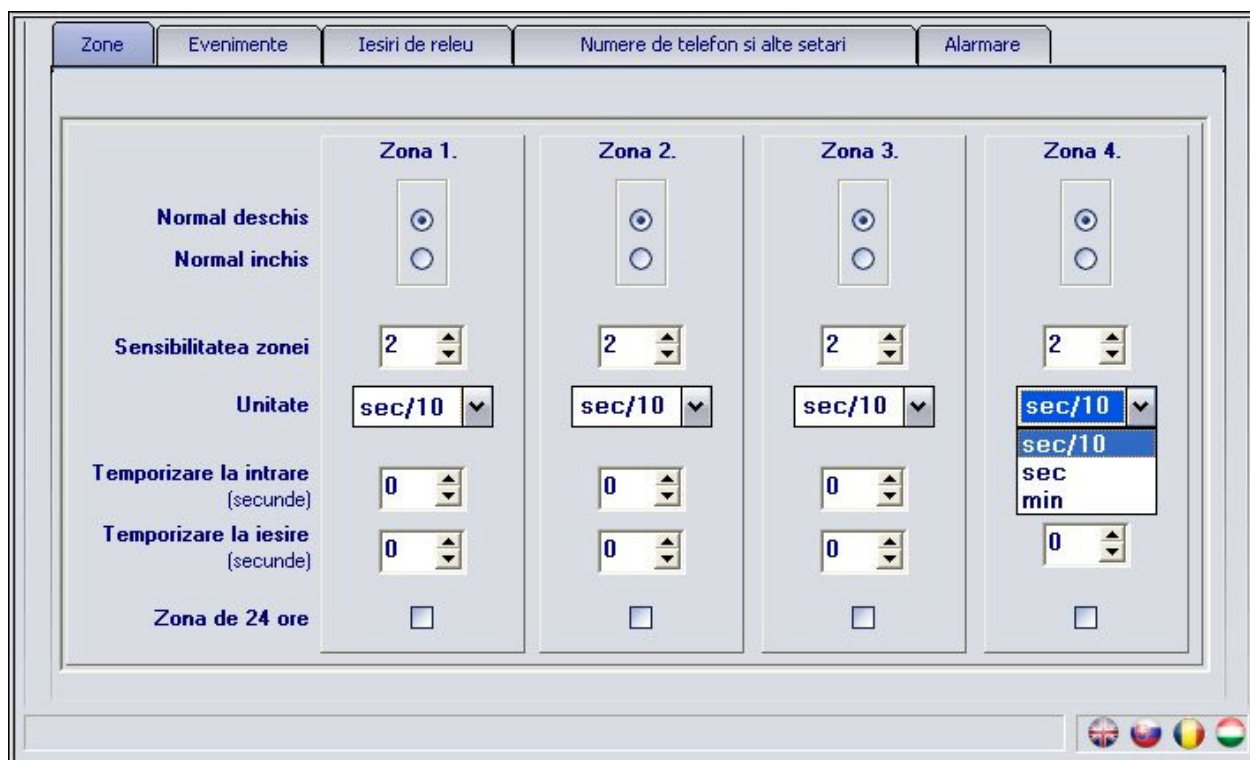 Zone Evenimente Iesiri de releu Numere de telefon si alte setari Alarmare
Zona 1. Zona 2. Zona 3. Zona 4.
Normal deschis
Normal inchis
Sensibilitatea zonei 2 2 2 2
Unitate sec/10 sec/10 sec/10 sec/10
sec/10
sec
min
Temporizare la intrare
(secunde) 0 0 0
Temporizare la iesire
(secunde) 0 0 0 0
Zona de 24 ore